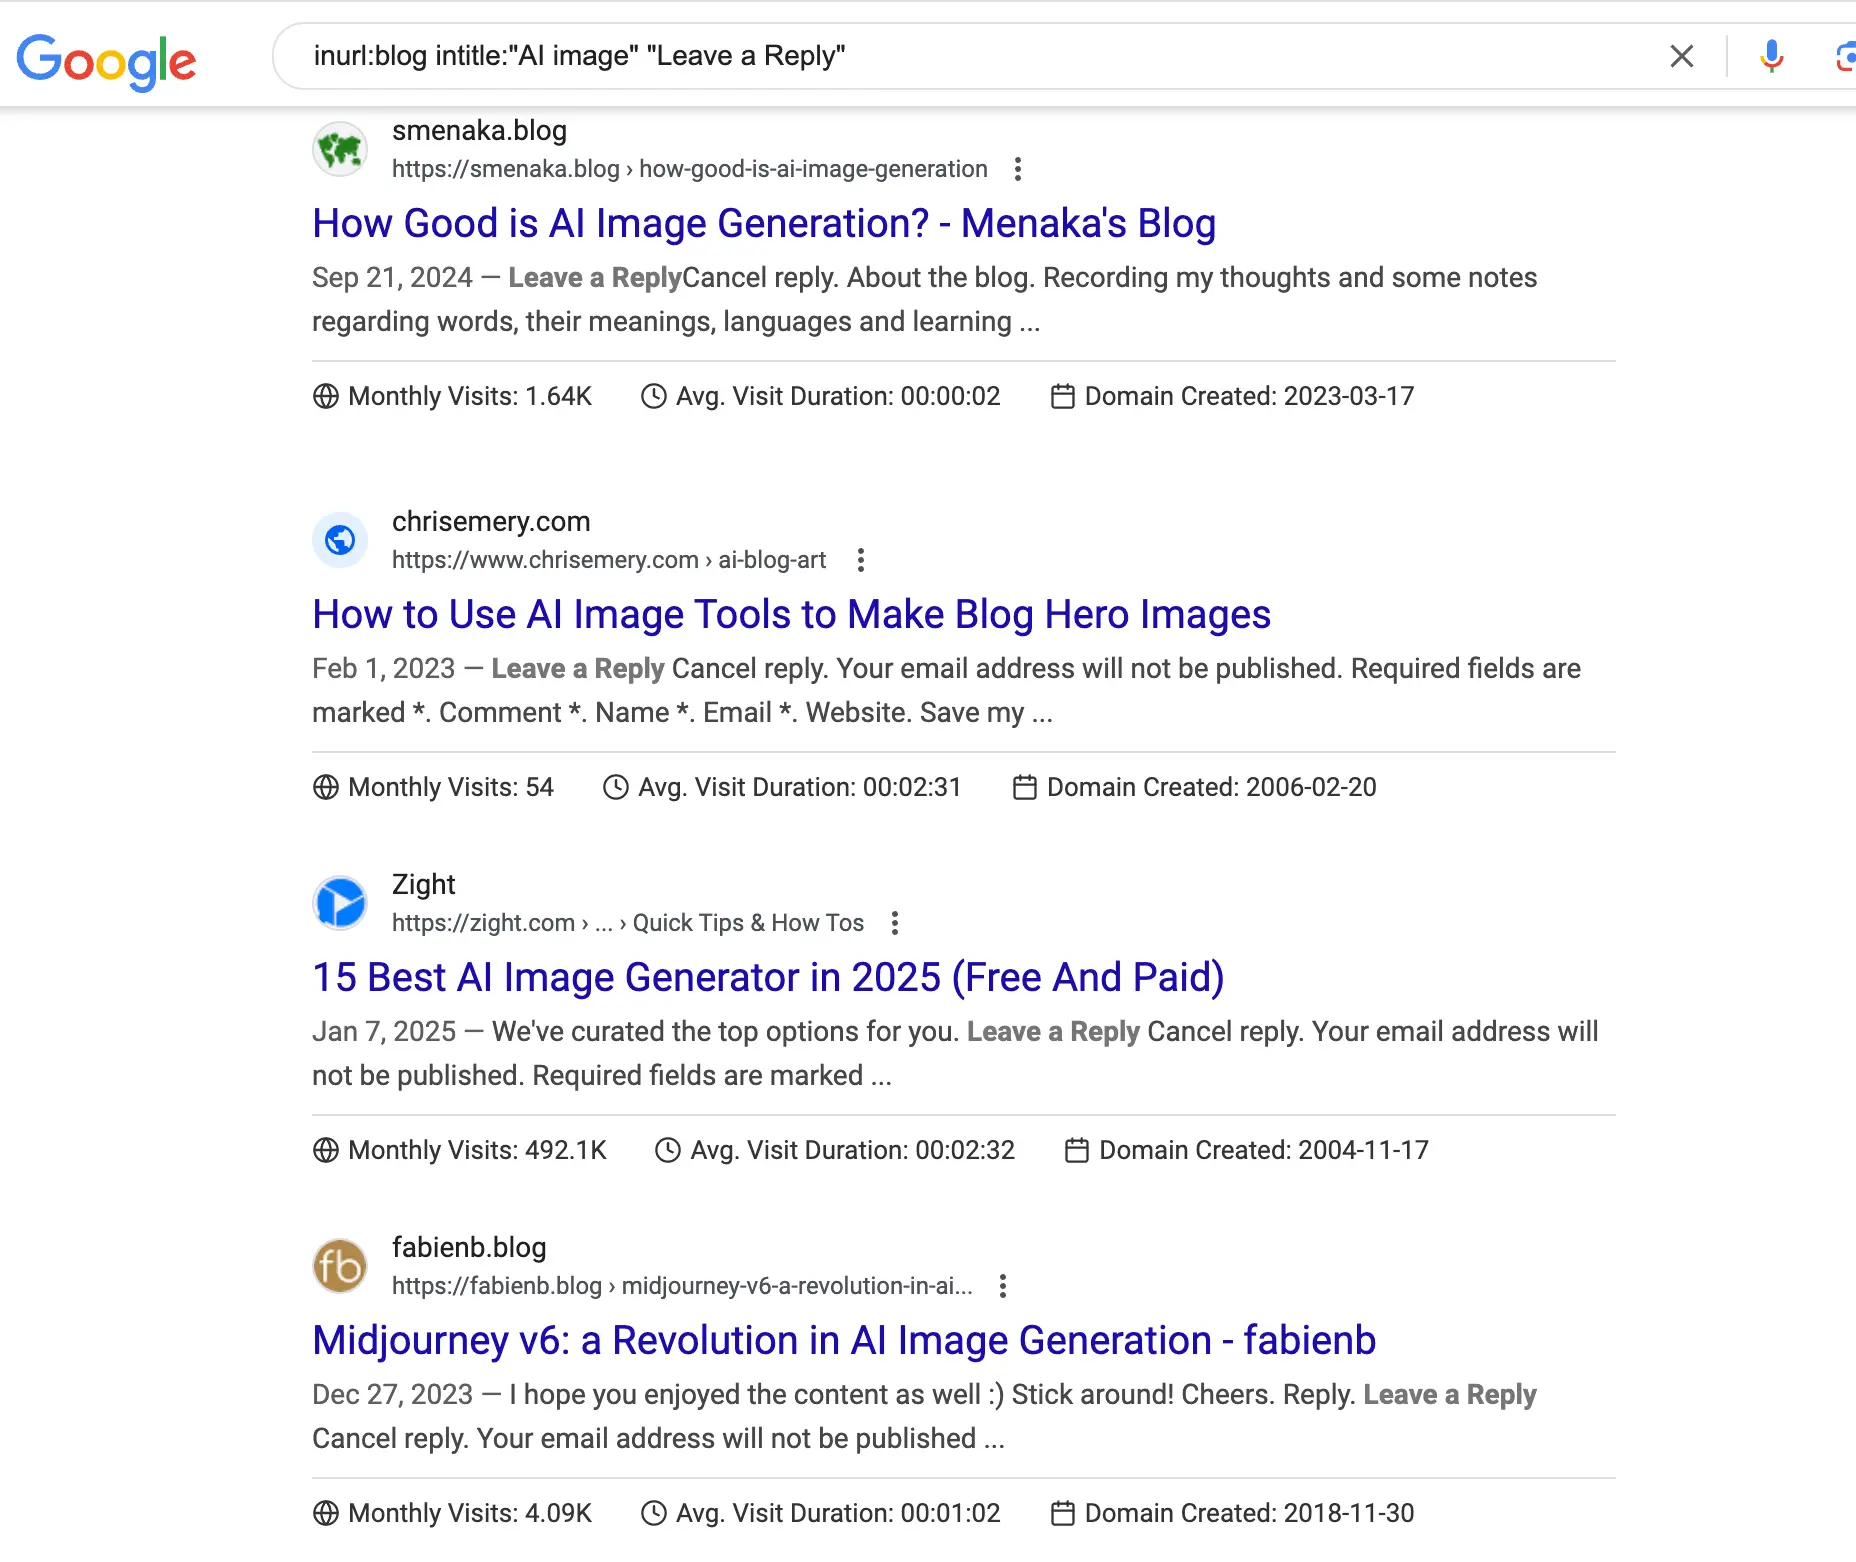 Google
inurl:blog intitle:"AI image" "Leave a Reply"
smenaka.blog
https://smenaka.blog › how-good-is-ai-image-generation
How Good is AI Image Generation? - Menaka's Blog
Sep 21, 2024 — Leave a ReplyCancel reply. About the blog. Recording my thoughts and some notes
regarding words, their meanings, languages and learning ...
Monthly Visits: 1.64K Avg. Visit Duration: 00:00:02 Domain Created: 2023-03-17
chrisemery.com
https://www.chrisemery.com › ai-blog-art
How to Use AI Image Tools to Make Blog Hero Images
Feb 1, 2023 — Leave a Reply Cancel reply. Your email address will not be published. Required fields are
marked *. Comment *. Name *. Email *. Website. Save my ...
Monthly Visits: 54 Avg. Visit Duration: 00:02:31 Domain Created: 2006-02-20
Zight
https://zight.com › ... › Quick Tips & How Tos
15 Best AI Image Generator in 2025 (Free And Paid)
Jan 7, 2025 — We've curated the top options for you. Leave a Reply Cancel reply. Your email address will
not be published. Required fields are marked ...
Monthly Visits: 492.1K Avg. Visit Duration: 00:02:32 Domain Created: 2004-11-17
fb
fabienb.blog
https://fabienb.blog › midjourney-v6-a-revolution-in-ai...
Midjourney v6: a Revolution in AI Image Generation - fabienb
Dec 27, 2023 — I hope you enjoyed the content as well :) Stick around! Cheers. Reply. Leave a Reply
Cancel reply. Your email address will not be published ...
Monthly Visits: 4.09K Avg. Visit Duration: 00:01:02 Domain Created: 2018-11-30